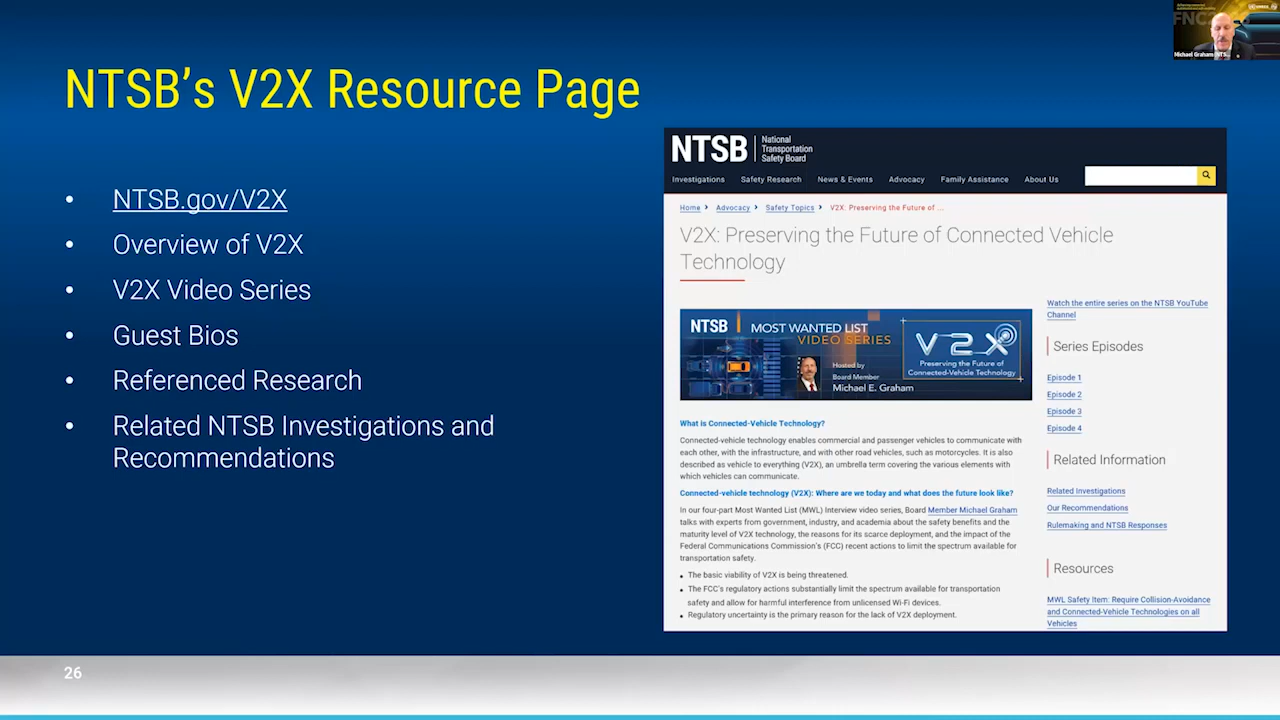 NTSB's V2X Resource Page
• NTSB.gov/V2X
• Overview of V2X
• V2X Video Series
• Guest Bios
• Referenced Research
• Related NTSB Investigations and
Recommendations
26
FNC
Michael Graham
NTSB National
Transportation
Safety Board
Investigations Safety Research News & Events Advocacy Family Assistance About Us
Home > Advocacy > Safety Topics > V2X: Preserving the Future of ...
V2X: Preserving the Future of Connected Vehicle
Technology
NTSB MOST WANTED LIST
VIDEO SERIES
Hosted by
Board Member
Michael E. Graham
V2X
Preserving the Future of
Connected-Vehicle Technology
What is Connected-Vehicle Technology?
Connected-vehicle technology enables commercial and passenger vehicles to communicate with
each other, with the infrastructure, and with other road vehicles, such as motorcycles. It is also
described as vehicle to everything (V2X), an umbrella term covering the various elements with
which vehicles can communicate.
Connected-vehicle technology (V2X): Where are we today and what does the future look like?
In our four-part Most Wanted List (MWL) Interview video series, Board Member Michael Graham
talks with experts from government, industry, and academia about the safety benefits and the
maturity level of V2X technology, the reasons for its scarce deployment, and the impact of the
Federal Communications Commission's (FCC) recent actions to limit the spectrum available for
transportation safety.
• The basic viability of V2X is being threatened.
• The FCC's regulatory actions substantially limit the spectrum available for transportation
safety and allow for harmful interference from unlicensed Wi-Fi devices.
• Regulatory uncertainty is the primary reason for the lack of V2X deployment.
Watch the entire series on the NTSB YouTube
Channel
Series Episodes
Episode 1
Episode 2
Episode 3
Episode 4
Related Information
Related Investigations
Our Recommendations
Rulemaking and NTSB Responses
Resources
MWL Safety Item: Require Collision-Avoidance
and Connected-Vehicle Technologies on all
Vehicles